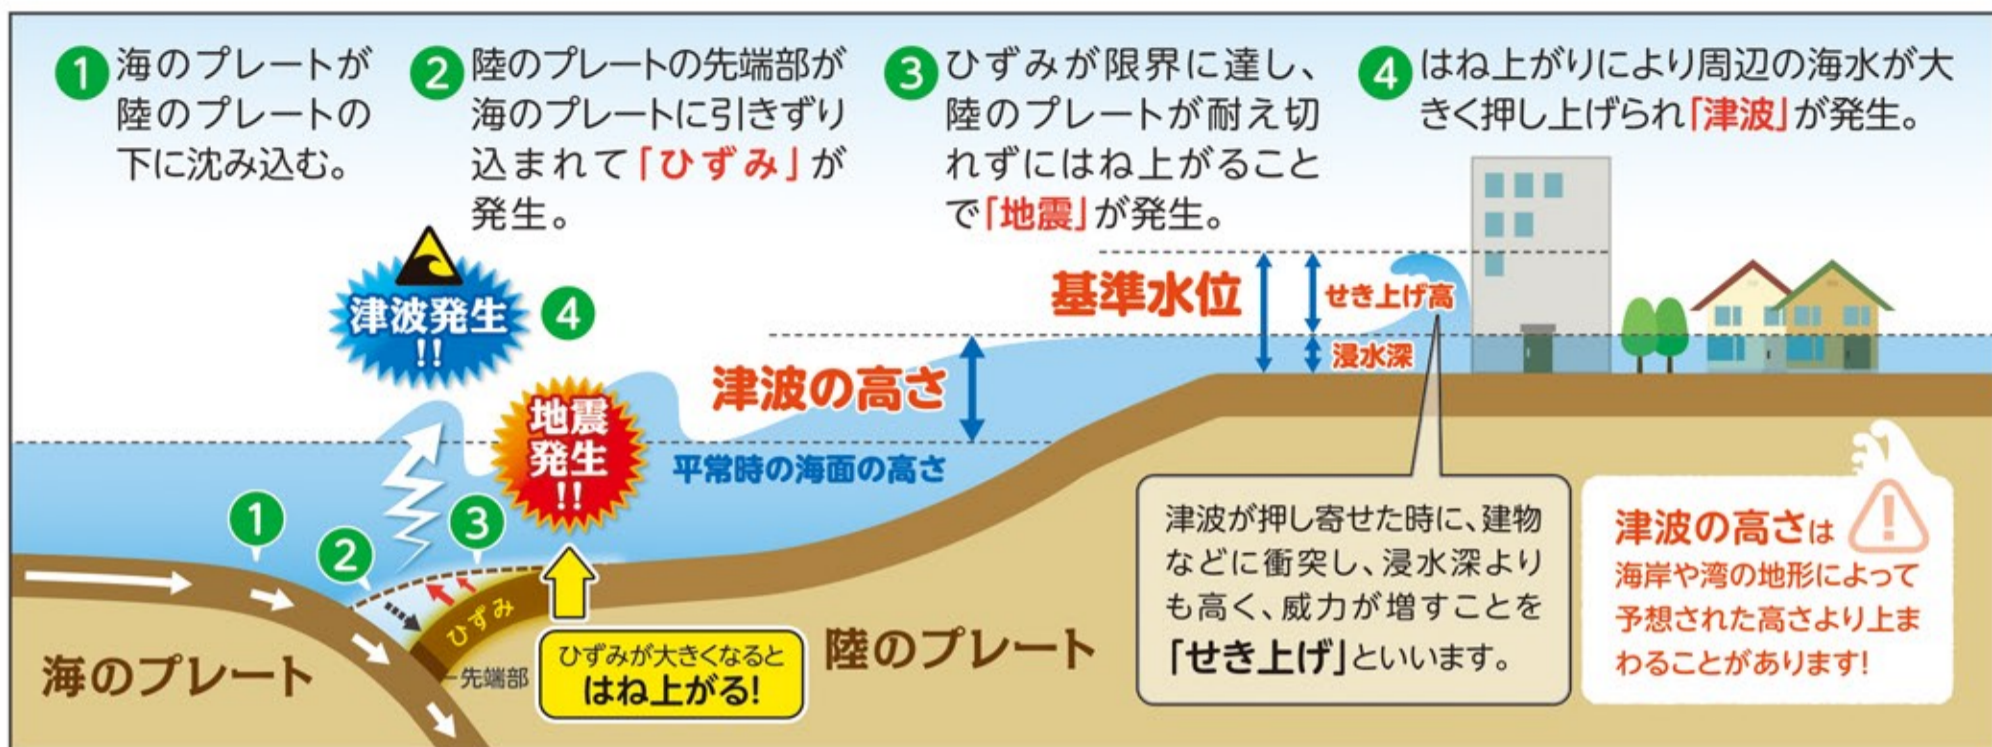 1 海のプレートが
陸のプレートの
下に沈み込む。
2 陸のプレートの先端部が
海のプレートに引きずり
込まれて「ひずみ」が
発生。
3 ひずみが限界に達し、
陸のプレートが耐え切
れずにはね上がること
で「地震」が発生。
4 はね上がりにより周辺の海水が大
きく押し上げられ「津波」が発生。
津波発生
!!
4
地震
発生
!!
基準水位
せき上げ高
浸水深
津波の高さ
平常時の海面の高さ
1
2
3
ひずみ
先端部
海のプレート
ひずみが大きくなると
はね上がる!
陸のプレート
津波が押し寄せた時に、建物
などに衝突し、浸水深より
も高く、威力が増すことを
「せき上げ」といいます。
津波の高さは
海岸や湾の地形によって
予想された高さより上ま
わることがあります!